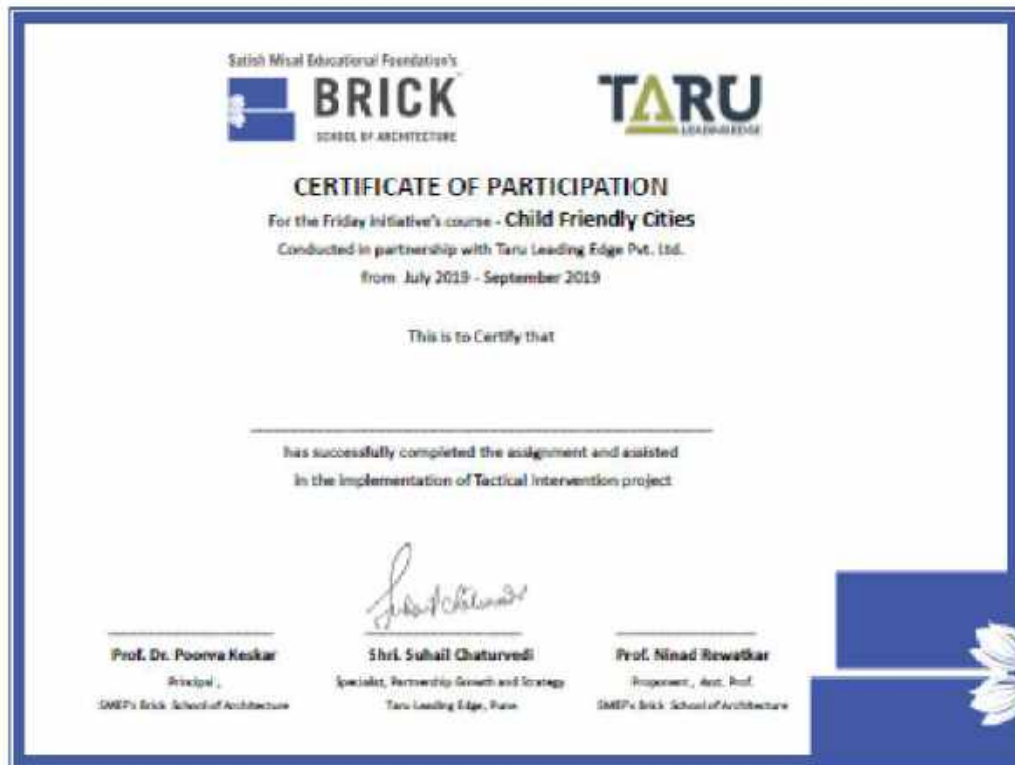 Satish Misal Educational Foundation's
BRICK
SCHOOL OF ARCHITECTURE
TARU
LEADING EDGE
CERTIFICATE OF PARTICIPATION
For the Friday initiative's course - Child Friendly Cities
Conducted in partnership with Taru Leading Edge Pvt. Ltd.
from July 2019 - September 2019
This is to Certify that
has successfully completed the assignment and assisted
in the implementation of Tactical intervention project
Suhail Chaturvedi
Prof. Dr. Poorva Keskar
Principal,
SMEF's Brick School of Architecture
Shri. Suhail Chaturvedi
Specialist, Partnership Growth and Strategy
Taru Leading Edge, Pune
Prof. Ninad Rewatkar
Proponent, Asst. Prof.
SMEF's Brick School of Architecture